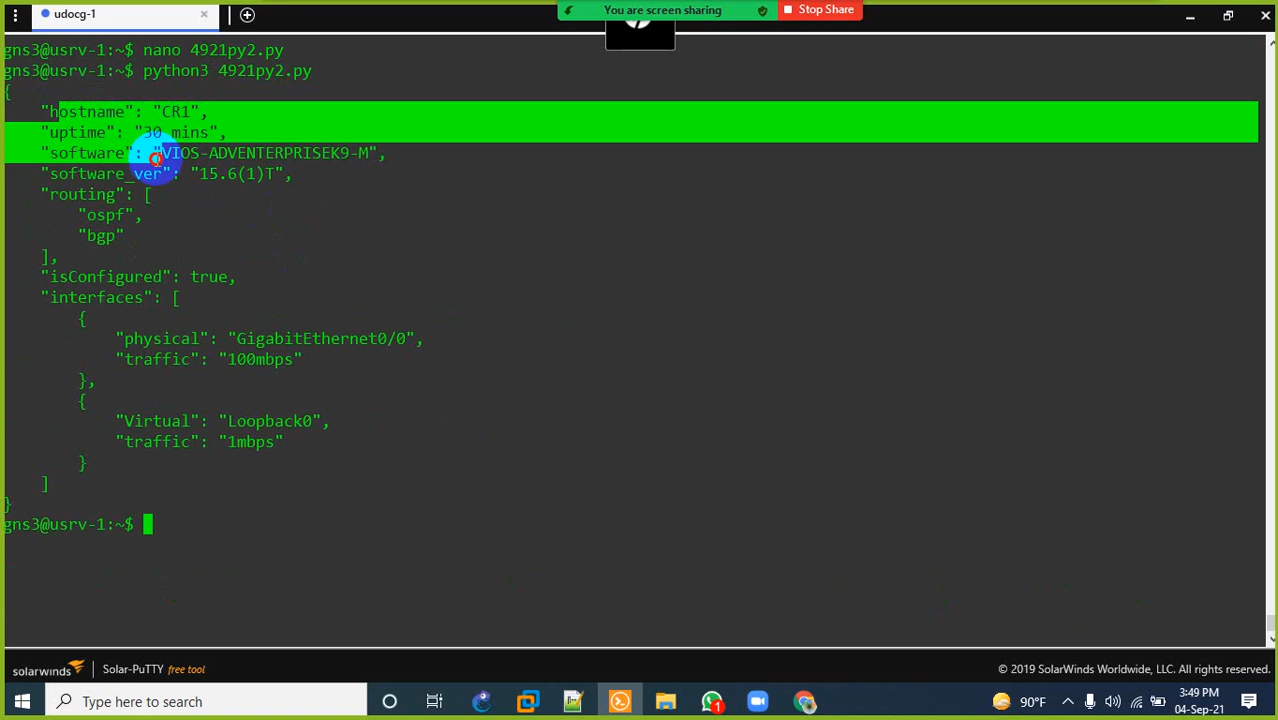 udocg-1
You are screen sharing
Stop Share
gns3@usrv-1:~$ nano 4921py2.py
gns3@usrv-1:~$ python3 4921py2.py
{
    "hostname": "CR1",
    "uptime": "30 mins",
    "software": "VIOS-ADVENTERPRISEK9-M",
    "software_ver": "15.6(1)T",
    "routing": [
        "ospf",
        "bgp"
    ],
    "isConfigured": true,
    "interfaces": [
        {
            "physical": "GigabitEthernet0/0",
            "traffic": "100mbps"
        },
        {
            "Virtual": "Loopback0",
            "traffic": "1mbps"
        }
    ]
}
gns3@usrv-1:~$
solarwinds Solar-PuTTY free tool
© 2019 SolarWinds Worldwide, LLC. All rights reserved.
Type here to search
1
90°F
3:49 PM
04-Sep-21